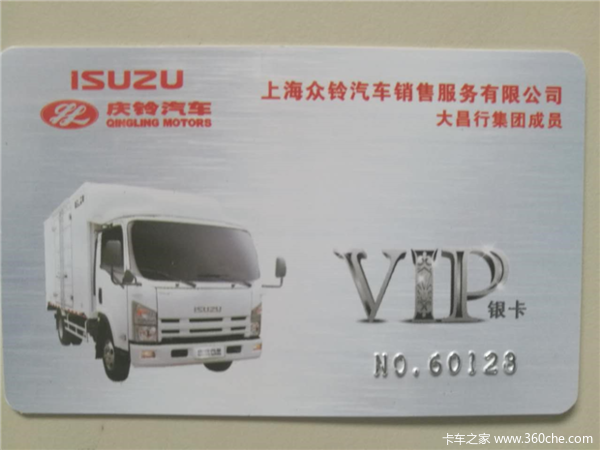 ISUZU
庆铃汽车
QINGLING MOTORS
上海众铃汽车销售服务有限公司
大昌行集团成员
ISUZU
VIP
银卡
NO.60128
卡车之家 www.360che.com